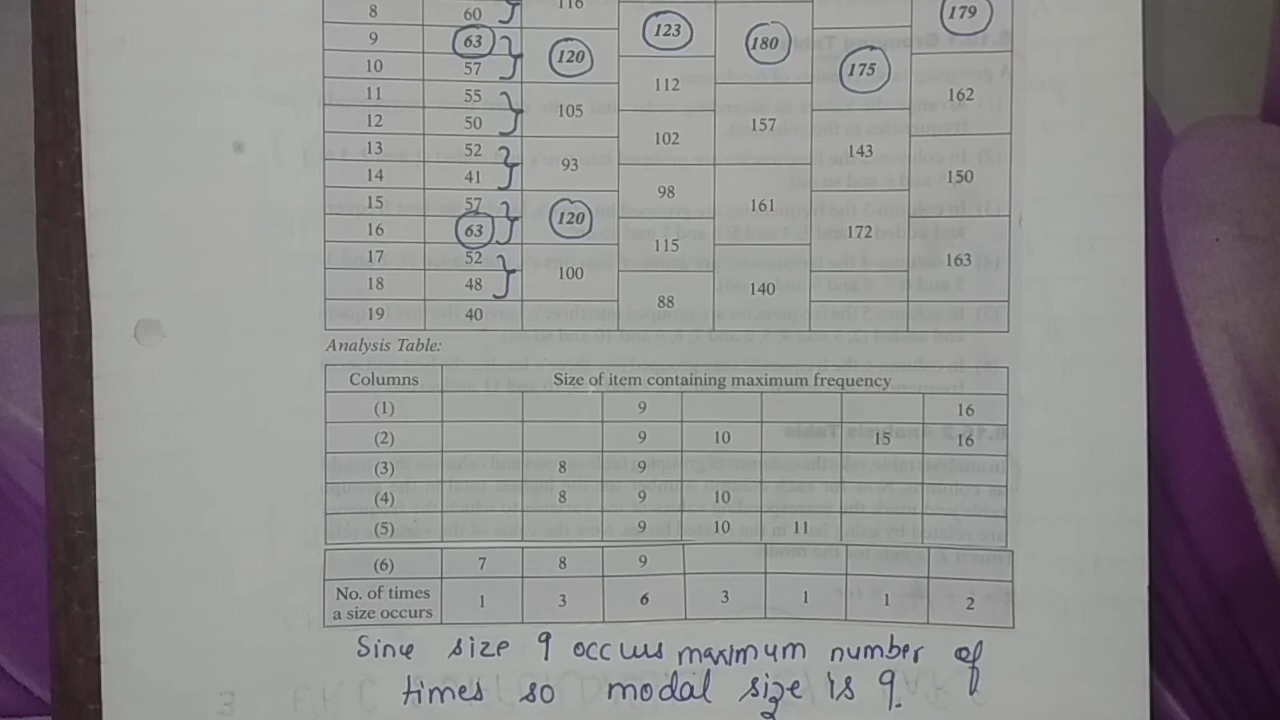 8 60 116 179
123
9 63 120 180
10 57 175
112
11 55 105 162
12 50 157
102
13 52 93 143
14 41 150
98
15 57 120 161
16 63 172
115
17 52 100 163
18 48 140
88
19 40
Analysis Table:
Columns Size of item containing maximum frequency
(1) 9 16
(2) 9 10 15 16
(3) 8 9
(4) 8 9 10
(5) 9 10 11
(6) 7 8 9
No. of times
a size occurs 1 3 6 3 1 1 2
Sine size 9 occurs maximum number of
times so modal size is 9.